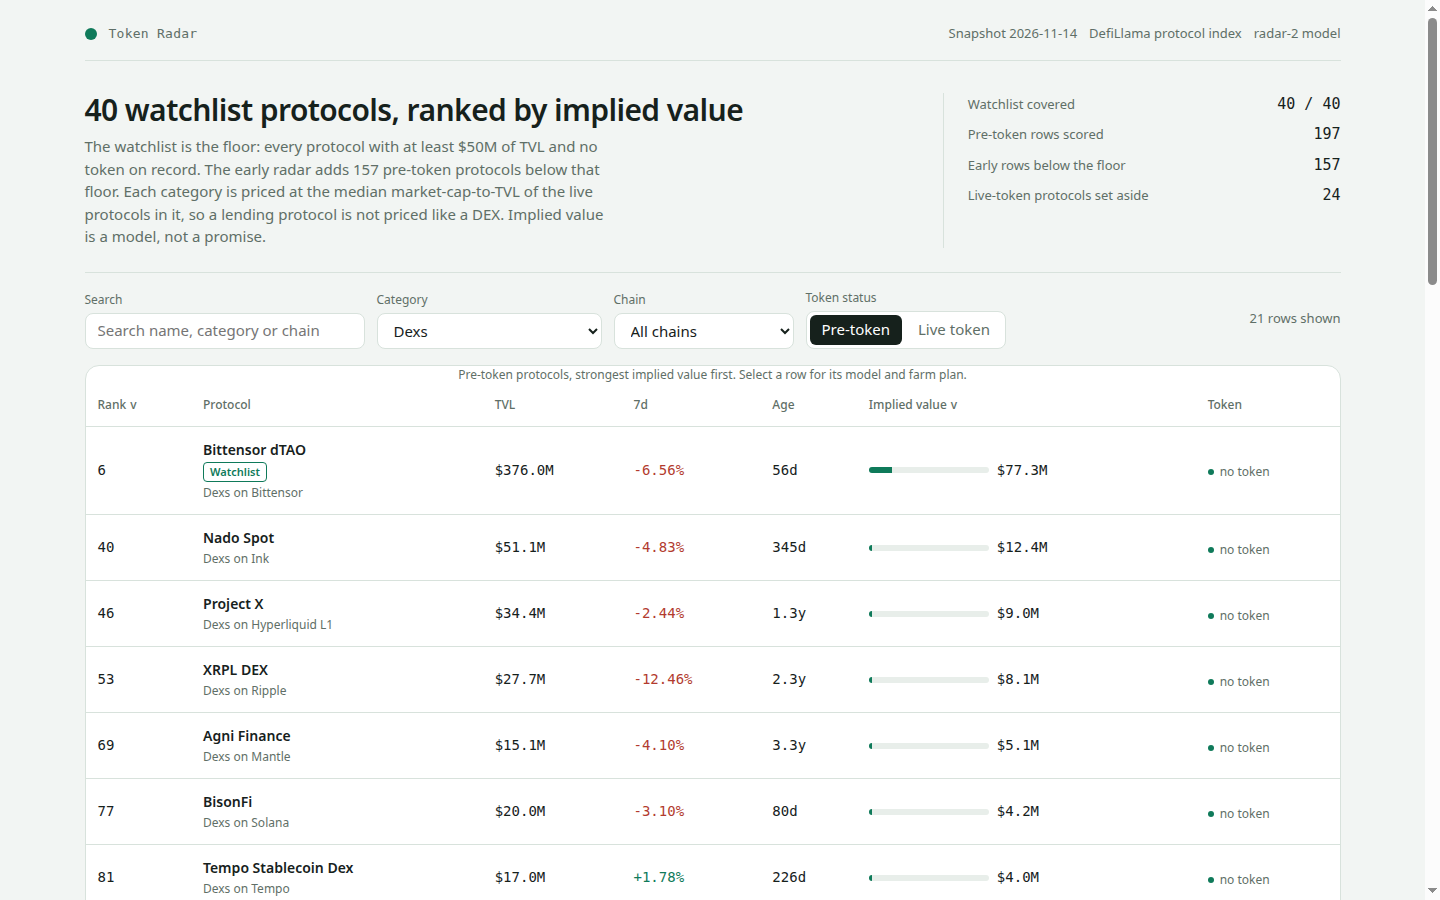 Token Radar
Snapshot 2026-11-14 DefiLlama protocol index radar-2 model
40 watchlist protocols, ranked by implied value
The watchlist is the floor: every protocol with at least $50M of TVL and no
token on record. The early radar adds 157 pre-token protocols below that
floor. Each category is priced at the median market-cap-to-TVL of the live
protocols in it, so a lending protocol is not priced like a DEX. Implied value
is a model, not a promise.
Watchlist covered 40 / 40
Pre-token rows scored 197
Early rows below the floor 157
Live-token protocols set aside 24
Search Category Chain Token status
Search name, category or chain Dexs All chains Pre-token Live token 21 rows shown
Pre-token protocols, strongest implied value first. Select a row for its model and farm plan.
Rank v Protocol TVL 7d Age Implied value v Token
Bittensor dTAO
6 Watchlist $376.0M -6.56% 56d $77.3M no token
Dexs on Bittensor
Nado Spot
40 $51.1M -4.83% 345d $12.4M no token
Dexs on Ink
Project X
46 $34.4M -2.44% 1.3y $9.0M no token
Dexs on Hyperliquid L1
XRPL DEX
53 $27.7M -12.46% 2.3y $8.1M no token
Dexs on Ripple
Agni Finance
69 $15.1M -4.10% 3.3y $5.1M no token
Dexs on Mantle
BisonFi
77 $20.0M -3.10% 80d $4.2M no token
Dexs on Solana
Tempo Stablecoin Dex
81 $17.0M +1.78% 226d $4.0M no token
Dexs on Tempo